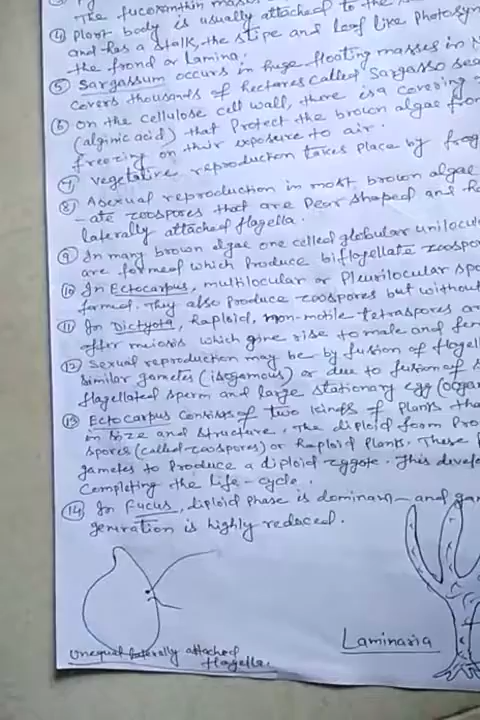 The fucoxanthin mas
④ Plant body is usually attached to the
and has a stalk, the stipe and leaf like photosyn
the frond or lamina.
⑤ Sargassum occurs in huge floating masses in
covers thousands of hectares called Sargasso sea
⑥ on the cellulose cell wall, there is a covering
(alginic acid) that Protect the brown algae from
freezing on their exposure to air.
⑦ Vegetative reproduction takes place by frag
⑧ Asexual reproduction in most brown algae
-ate zoospores that are Pear shaped and ha
laterally attached flagella.
⑨ In many brown algae one celled globular unilocul
are formed which Produce biflagellate zoospo
⑩ In Ectocarpus, multilocular or Plurilocular spo
formed. They also Produce zoospores but without
⑪ In Dictyota, haploid, non-motile tetraspores ar
after meiosis which give rise to male and fem
⑫ Sexual reproduction may be by fusion of flagell
similar gametes (isogamous) or due to fusion of s
flagellated sperm and large stationary egg (oogam
⑬ Ectocarpus consists of two kinds of Plants tha
in size and structure. The diploid form Pro
spores (called-zoospores) or haploid Plants. These
gametes to Produce a diploid zygote. This devel
completing the life-cycle.
⑭ In Fucus, diploid phase is dominant and ga
generation is highly reduced.
Laminaria
Unequal laterally attached
flagella.